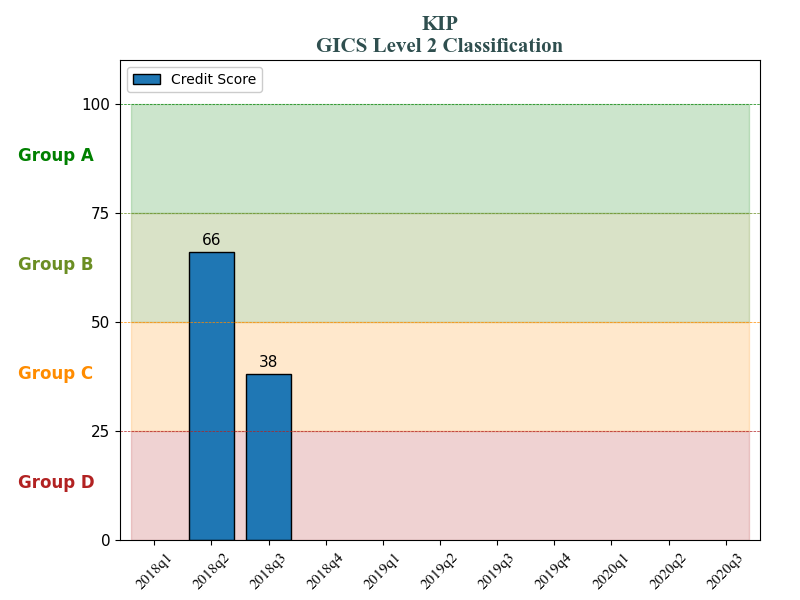 KIP
GICS Level 2 Classification
Credit Score
100
Group A
75
66
Group B
50
38
Group C
25
Group D
0
2018q1 2018q2 2018q3 2018q4 2019q1 2019q2 2019q3 2019q4 2020q1 2020q2 2020q3